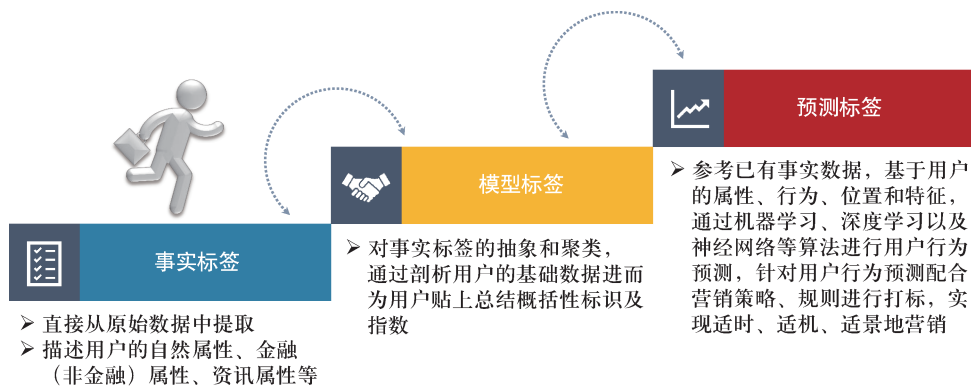 事实标签
➢ 直接从原始数据中提取
➢ 描述用户的自然属性、金融
（非金融）属性、资讯属性等
模型标签
➢ 对事实标签的抽象和聚类，
通过剖析用户的基础数据进而
为用户贴上总结概括性标识及
指数
预测标签
➢ 参考已有事实数据，基于用户
的属性、行为、位置和特征，
通过机器学习、深度学习以及
神经网络等算法进行用户行为
预测，针对用户行为预测配合
营销策略、规则进行打标，实
现适时、适机、适景地营销